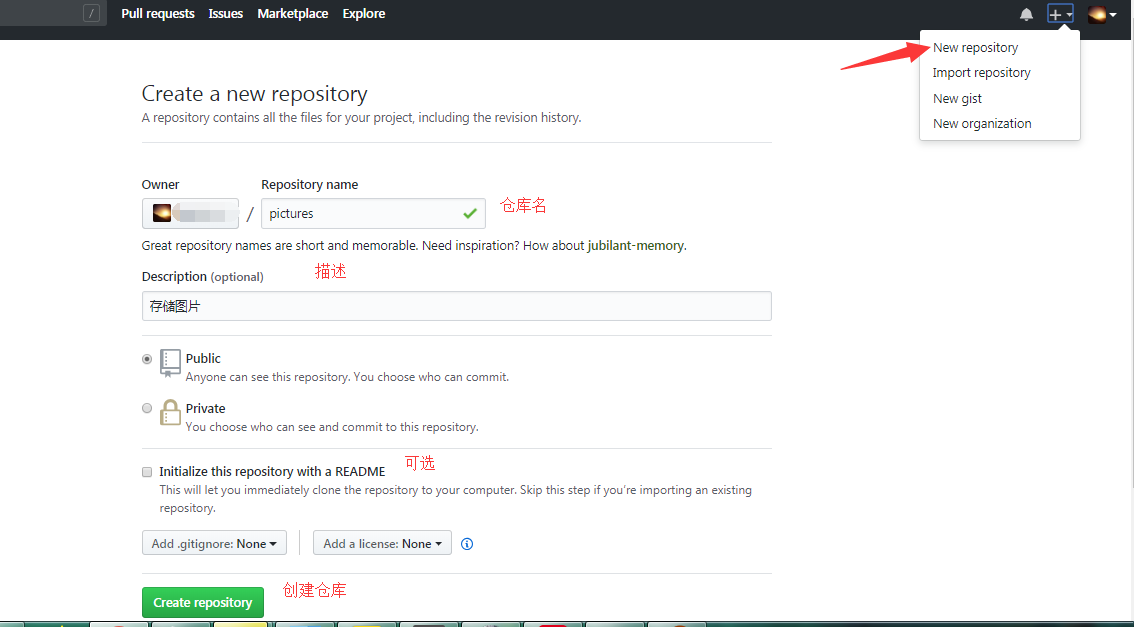 /
Pull requests Issues Marketplace Explore
New repository
Import repository
New gist
New organization
Create a new repository
A repository contains all the files for your project, including the revision history.
Owner Repository name
/ pictures 仓库名
Great repository names are short and memorable. Need inspiration? How about jubilant-memory.
Description (optional) 描述
存储图片
Public
Anyone can see this repository. You choose who can commit.
Private
You choose who can see and commit to this repository.
Initialize this repository with a README 可选
This will let you immediately clone the repository to your computer. Skip this step if you're importing an existing
repository.
Add .gitignore: None Add a license: None
Create repository 创建仓库